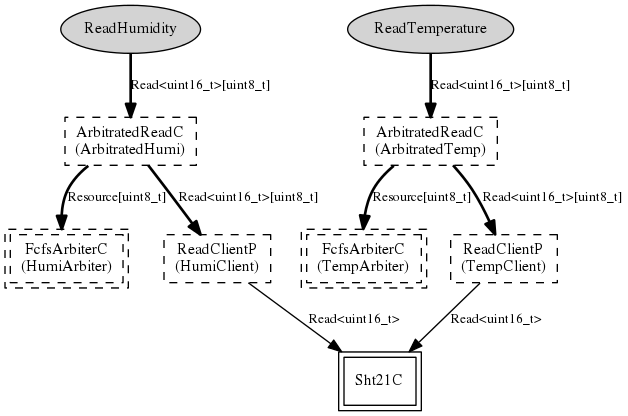 ReadHumidity
ReadTemperature
Read<uint16_t>[uint8_t]
Read<uint16_t>[uint8_t]
ArbitratedReadC
(ArbitratedHumi)
ArbitratedReadC
(ArbitratedTemp)
Resource[uint8_t]
Read<uint16_t>[uint8_t]
Resource[uint8_t]
Read<uint16_t>[uint8_t]
FcfsArbiterC
(HumiArbiter)
ReadClientP
(HumiClient)
FcfsArbiterC
(TempArbiter)
ReadClientP
(TempClient)
Read<uint16_t>
Read<uint16_t>
Sht21C